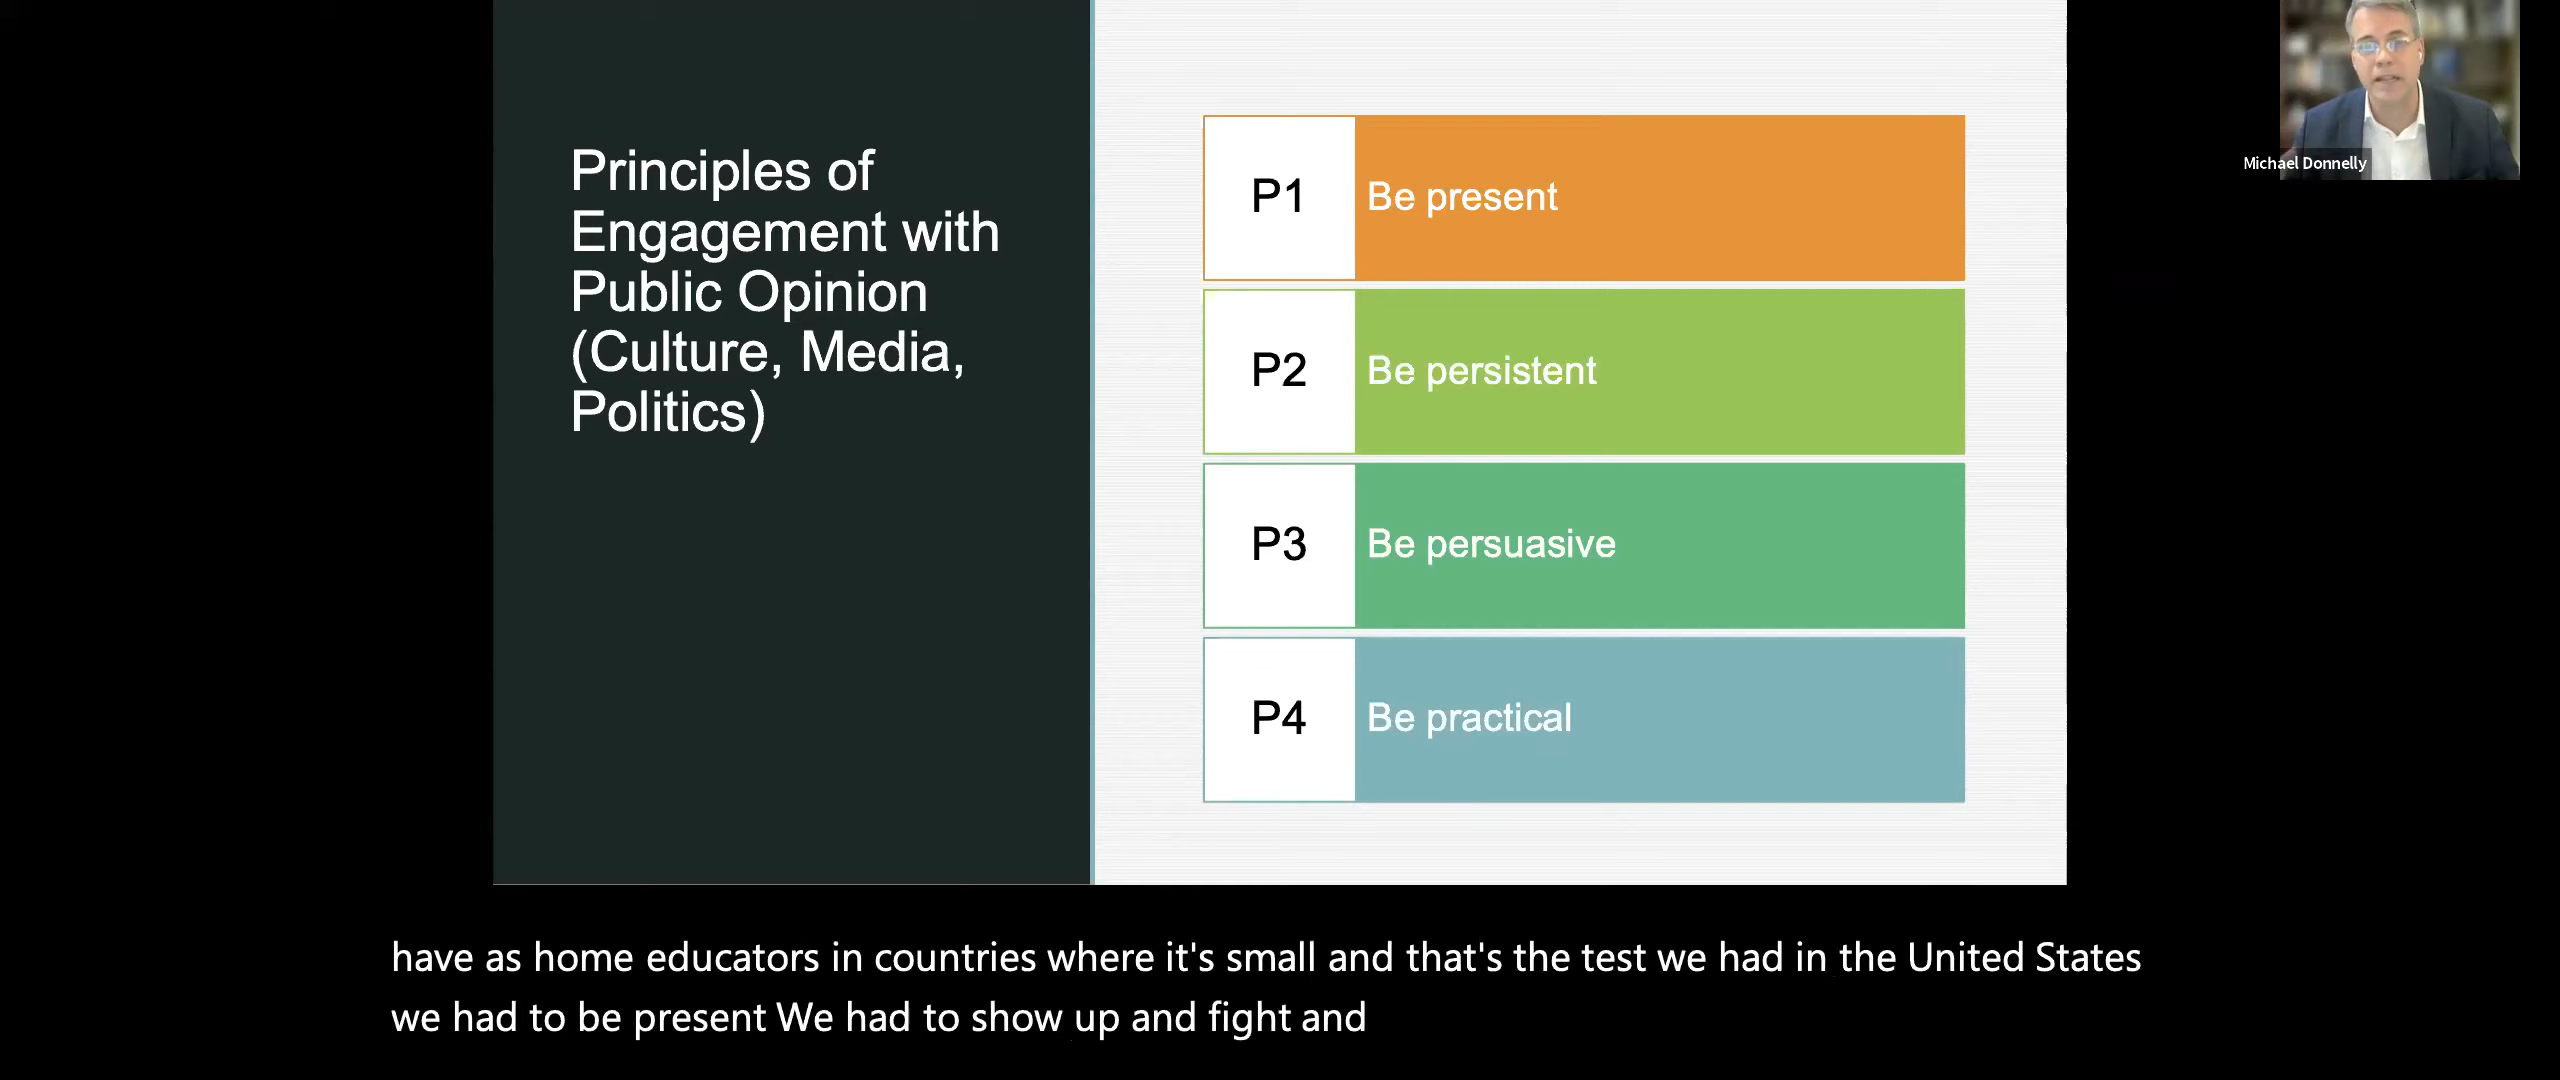 Principles of
Engagement with
Public Opinion
(Culture, Media,
Politics)
P1 Be present
P2 Be persistent
P3 Be persuasive
P4 Be practical
Michael Donnelly
have as home educators in countries where it's small and that's the test we had in the United States
we had to be present We had to show up and fight and